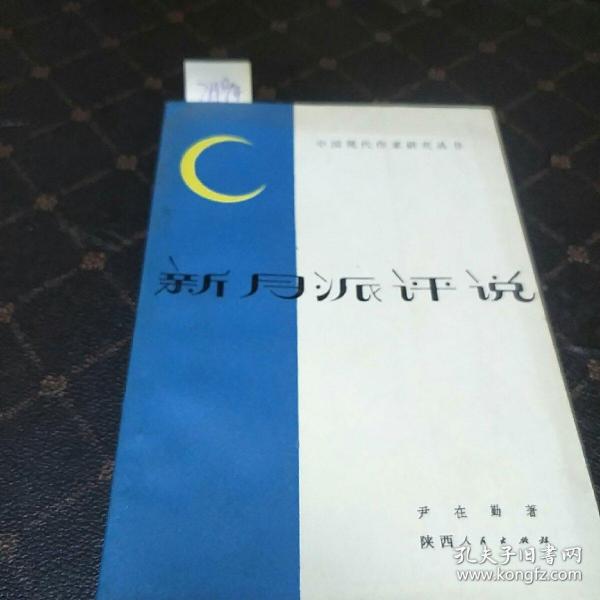 中国现代作家研究丛书
新月派评说
尹在勤 著
陕西人民出版社
孔夫子旧书网
www.kongfz.com